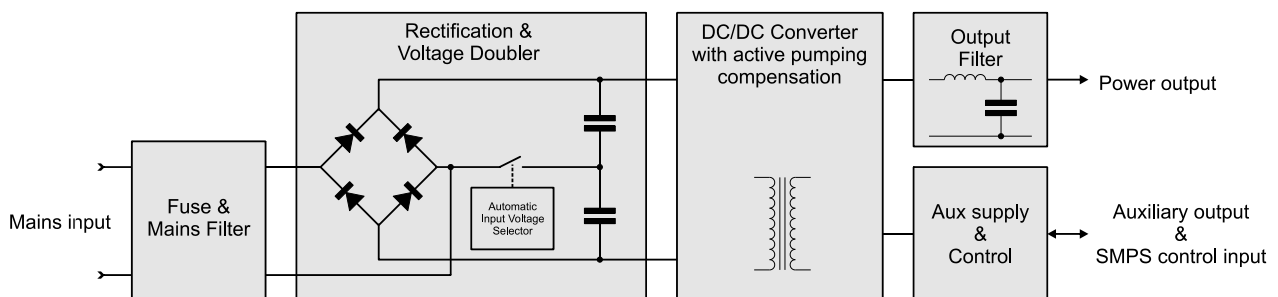 Mains input
Fuse &
Mains Filter
Rectification &
Voltage Doubler
Automatic
Input Voltage
Selector
DC/DC Converter
with active pumping
compensation
Output
Filter
Power output
Aux supply
&
Control
Auxiliary output
&
SMPS control input